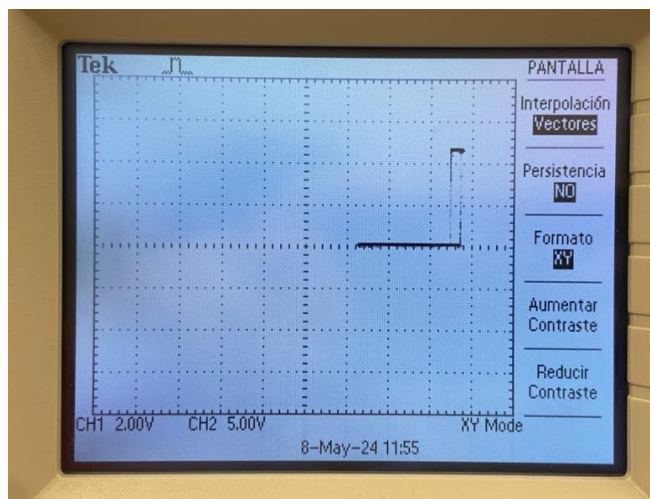 Tek
PANTALLA
Interpolación
Vectores
Persistencia
NO
Formato
XY
Aumentar
Contraste
Reducir
Contraste
CH1 2.00V CH2 5.00V XY Mode
8-May-24 11:55